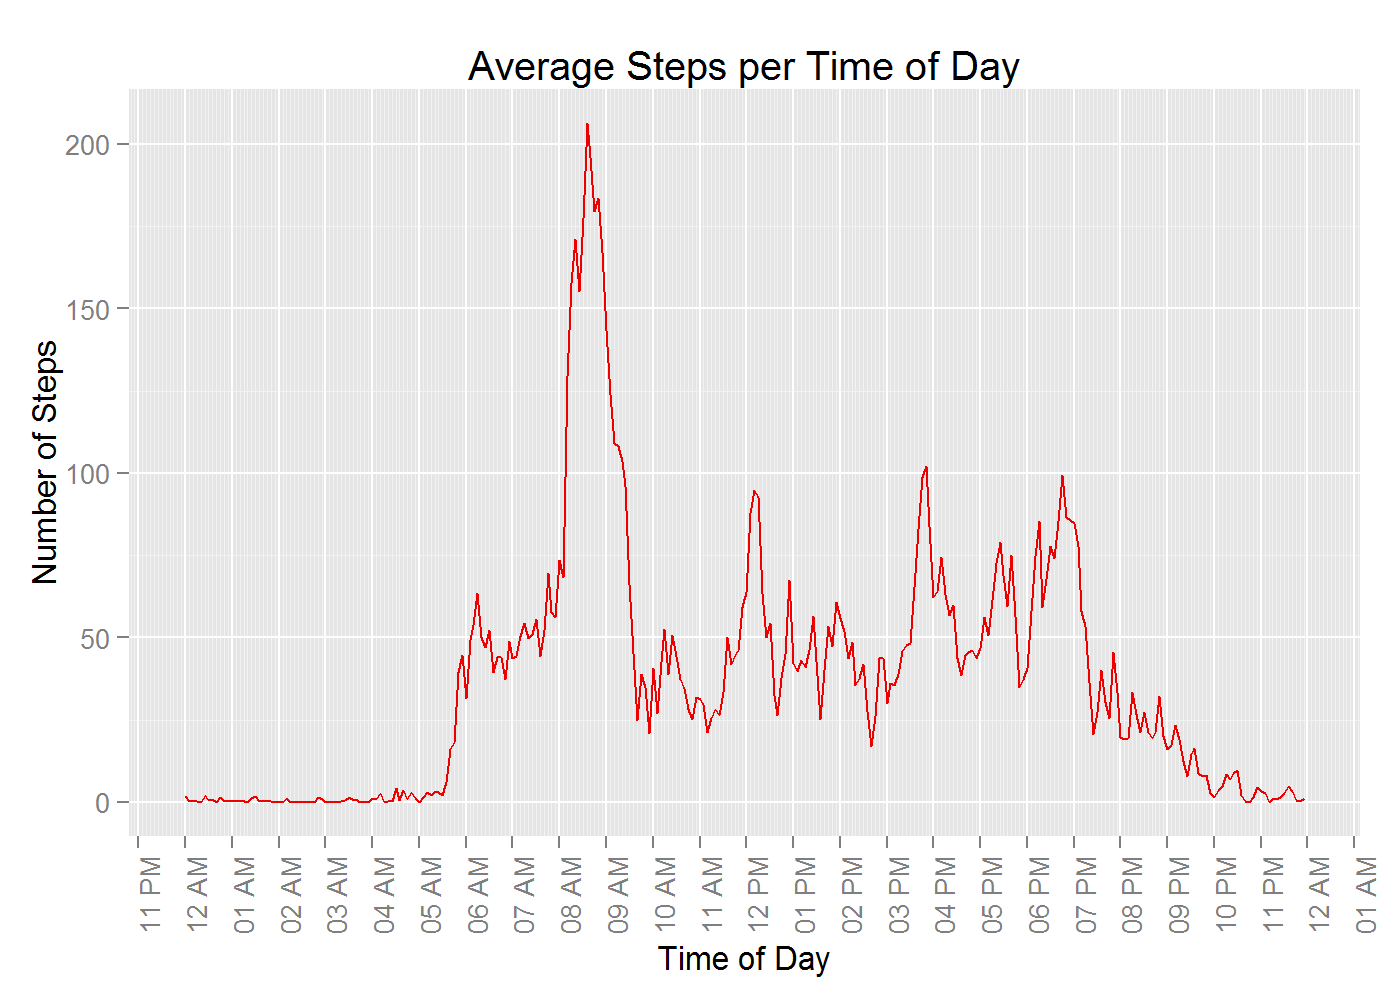 Average Steps per Time of Day
Number of Steps
200
150
100
50
0
11 PM
12 AM
01 AM
02 AM
03 AM
04 AM
05 AM
06 AM
07 AM
08 AM
09 AM
10 AM
11 AM
12 PM
01 PM
02 PM
03 PM
04 PM
05 PM
06 PM
07 PM
08 PM
09 PM
10 PM
11 PM
12 AM
01 AM
Time of Day